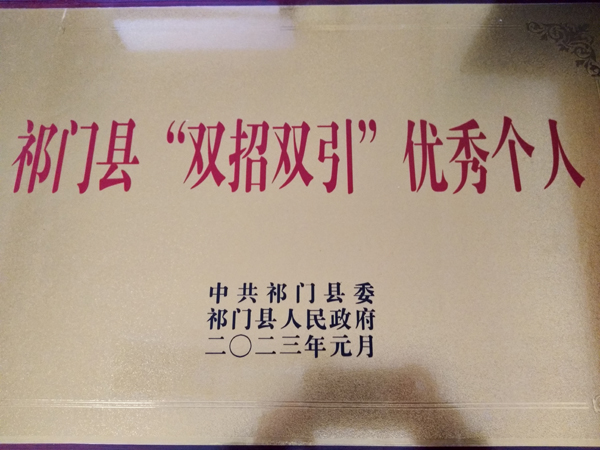 祁门县“双招双引”优秀个人
中共祁门县委
祁门县人民政府
二〇二三年元月